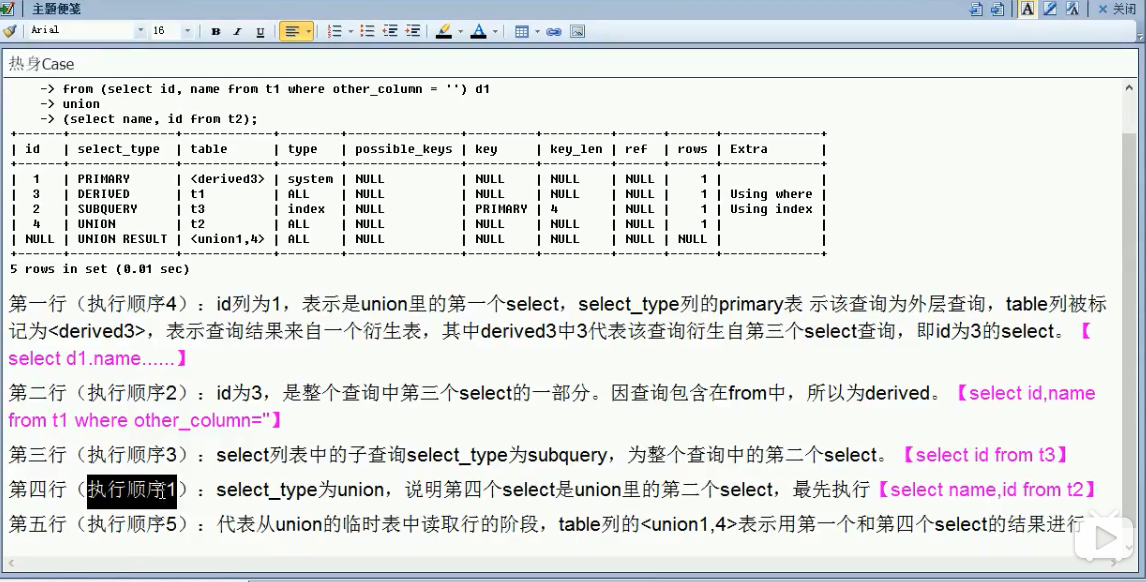 主題便笺
关闭
Arial 16 B I U A
热身Case
-> from (select id, name from t1 where other_column = '') d1
-> union
-> (select name, id from t2);
+------+--------------+------------+--------+---------------+---------+---------+------+------+-------------+
| id | select_type | table | type | possible_keys | key | key_len | ref | rows | Extra |
+------+--------------+------------+--------+---------------+---------+---------+------+------+-------------+
| 1 | PRIMARY | <derived3> | system | NULL | NULL | NULL | NULL | 1 | |
| 3 | DERIVED | t1 | ALL | NULL | NULL | NULL | NULL | 1 | Using where |
| 2 | SUBQUERY | t3 | index | NULL | PRIMARY | 4 | NULL | 1 | Using index |
| 4 | UNION | t2 | ALL | NULL | NULL | NULL | NULL | 1 | |
| NULL | UNION RESULT | <union1,4> | ALL | NULL | NULL | NULL | NULL | NULL | |
+------+--------------+------------+--------+---------------+---------+---------+------+------+-------------+
5 rows in set (0.01 sec)
第一行（执行顺序4）：id列为1，表示是union里的第一个select，select_type列的primary表 示该查询为外层查询，table列被标
记为<derived3>，表示查询结果来自一个衍生表，其中derived3中3代表该查询衍生自第三个select查询，即id为3的select。【
select d1.name......】
第二行（执行顺序2）：id为3，是整个查询中第三个select的一部分。因查询包含在from中，所以为derived。【select id,name
from t1 where other_column=''】
第三行（执行顺序3）：select列表中的子查询select_type为subquery，为整个查询中的第二个select。【select id from t3】
第四行（执行顺序1）：select_type为union，说明第四个select是union里的第二个select，最先执行【select name,id from t2】
第五行（执行顺序5）：代表从union的临时表中读取行的阶段，table列的<union1,4>表示用第一个和第四个select的结果进行